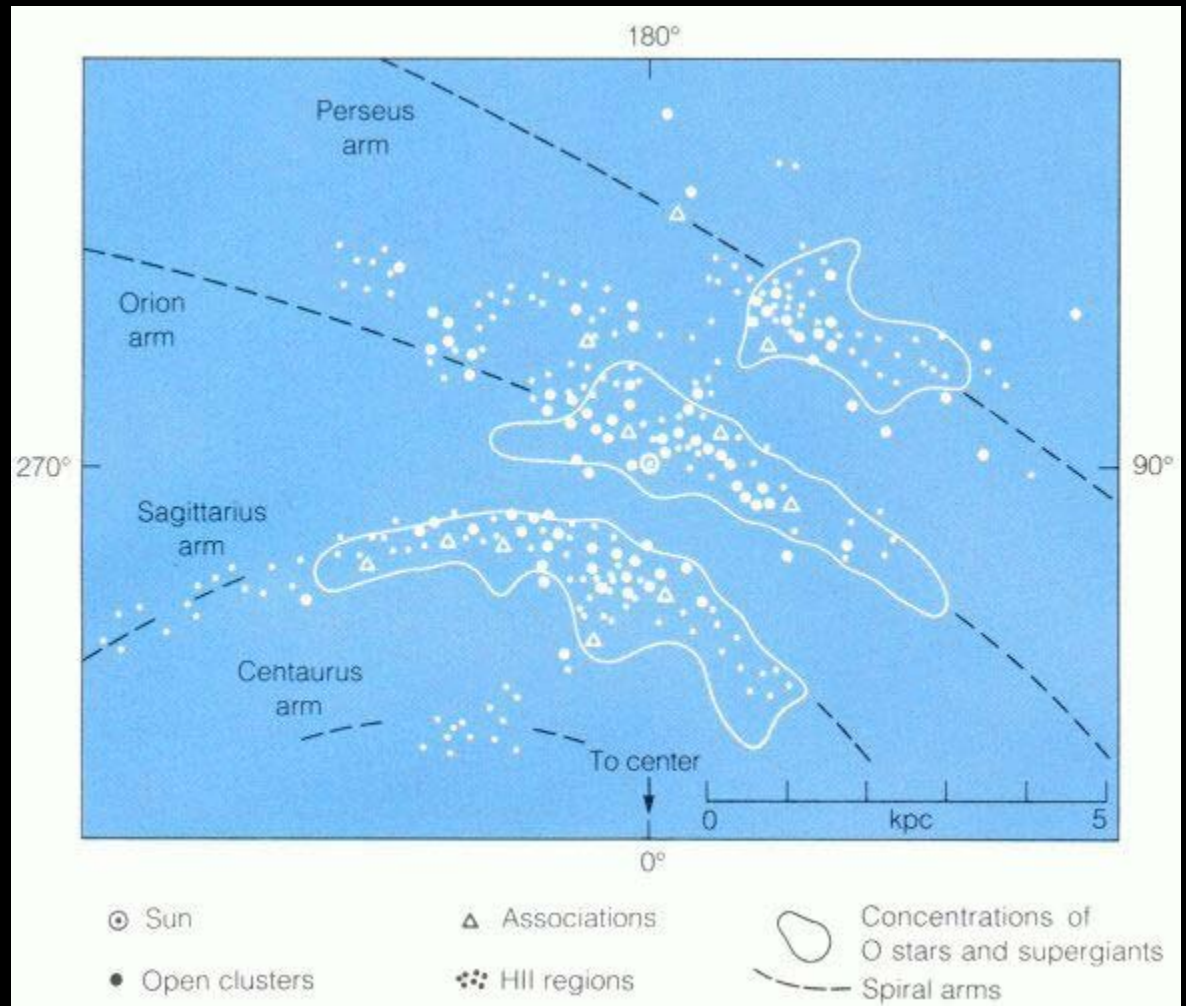 180°
Perseus
arm
Orion
arm
270°
90°
Sagittarius
arm
Centaurus
arm
To center
0 kpc 5
0°
Sun
Associations
Concentrations of
O stars and supergiants
Open clusters
HII regions
Spiral arms